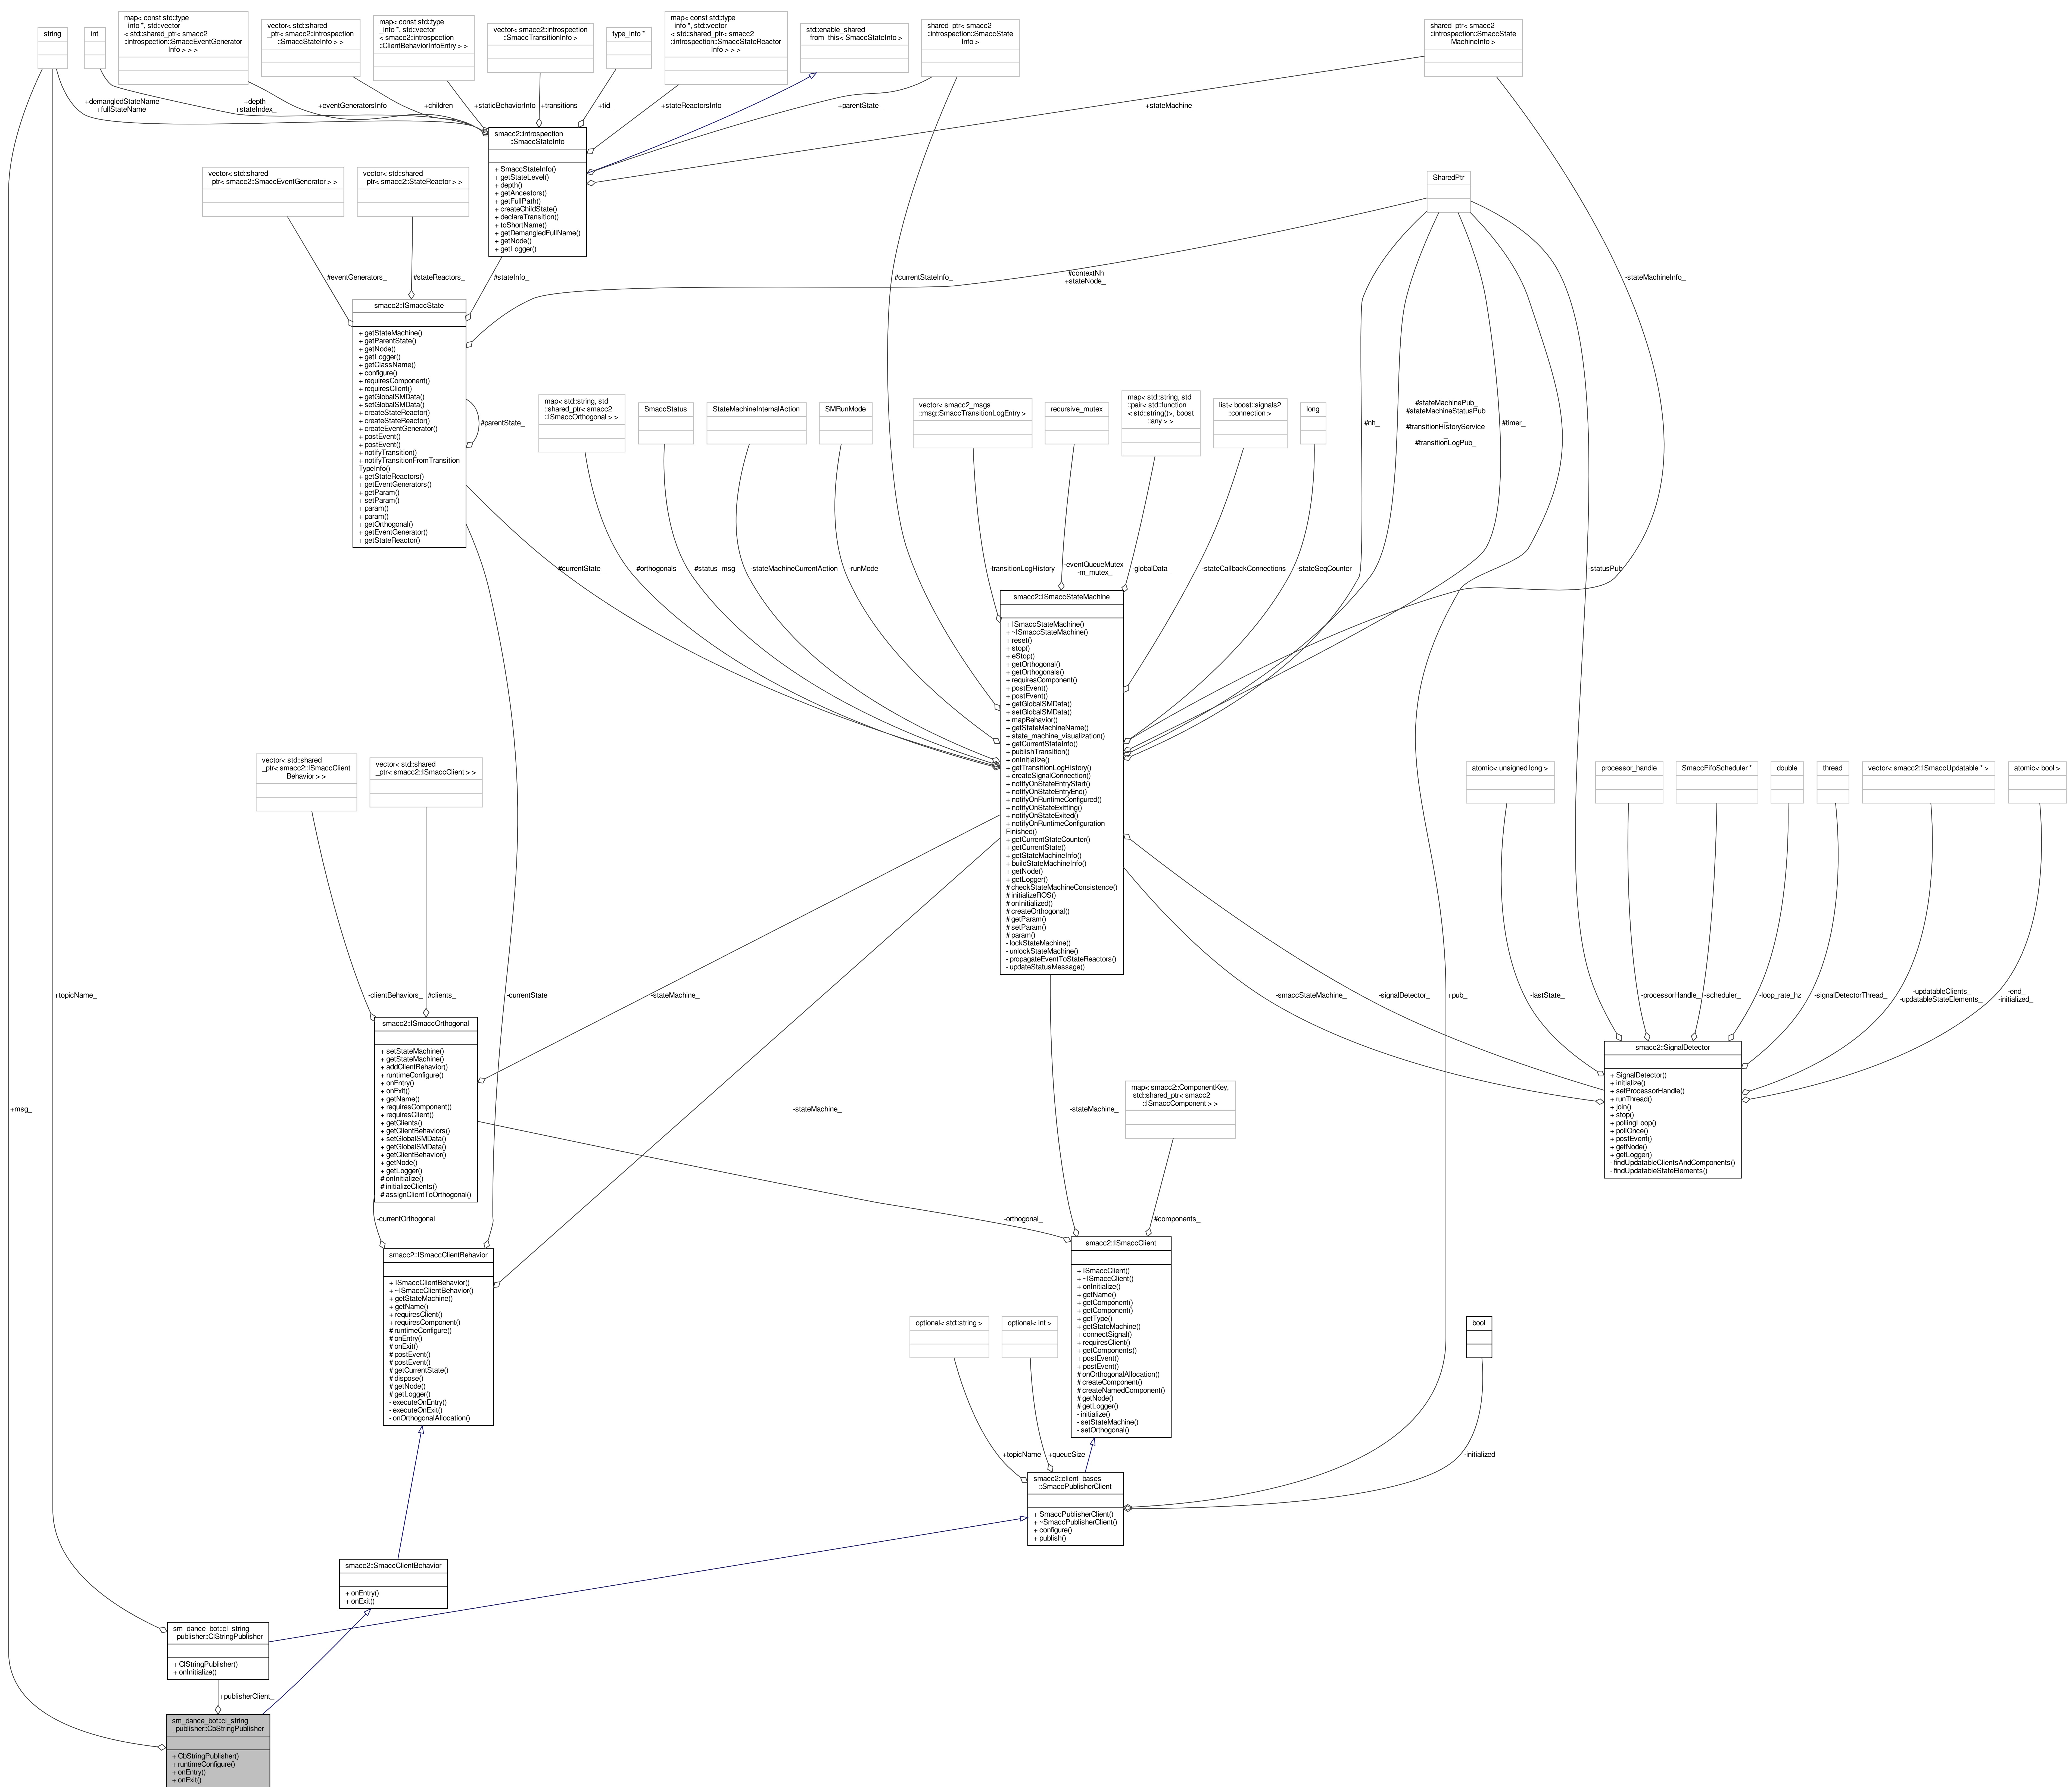 string
int
map< const std::type
_info *, std::vector
< std::shared_ptr< smacc2
::introspection::SmaccEventGenerator
Info > > >
vector< std::shared
_ptr< smacc2::introspection
::SmaccStateInfo > >
map< const std::type
_info *, std::vector
< smacc2::introspection
::ClientBehaviorInfoEntry > >
vector< smacc2::introspection
::SmaccTransitionInfo >
type_info *
map< const std::type
_info *, std::vector
< std::shared_ptr< smacc2
::introspection::SmaccStateReactor
Info > > >
std::enable_shared
_from_this< SmaccStateInfo >
shared_ptr< smacc2
::introspection::SmaccState
Info >
shared_ptr< smacc2
::introspection::SmaccState
MachineInfo >
+demangledStateName
+fullStateName
+depth_
+stateIndex_
+eventGeneratorsInfo
+children_
+staticBehaviorInfo
+transitions_
+tid_
+stateReactorsInfo
+parentState_
+stateMachine_
smacc2::introspection
::SmaccStateInfo
+ SmaccStateInfo()
+ getStateLevel()
+ depth()
+ getAncestors()
+ getFullPath()
+ createChildState()
+ declareTransition()
+ toShortName()
+ getDemangledFullName()
+ getNode()
+ getLogger()
vector< std::shared
_ptr< smacc2::SmaccEventGenerator > >
vector< std::shared
_ptr< smacc2::StateReactor > >
SharedPtr
#eventGenerators_
#stateReactors_
#stateInfo_
#currentStateInfo_
#contextNh
+stateNode_
-stateMachineInfo_
smacc2::ISmaccState
+ getStateMachine()
+ getParentState()
+ getNode()
+ getLogger()
+ getClassName()
+ configure()
+ requiresComponent()
+ requiresClient()
+ getGlobalSMData()
+ setGlobalSMData()
+ createStateReactor()
+ createStateReactor()
+ createEventGenerator()
+ postEvent()
+ postEvent()
+ notifyTransition()
+ notifyTransitionFromTransition
TypeInfo()
+ getStateReactors()
+ getEventGenerators()
+ getParam()
+ setParam()
+ param()
+ param()
+ getOrthogonal()
+ getEventGenerator()
+ getStateReactor()
#parentState_
map< std::string, std
::shared_ptr< smacc2
::ISmaccOrthogonal > >
SmaccStatus
StateMachineInternalAction
SMRunMode
vector< smacc2_msgs
::msg::SmaccTransitionLogEntry >
recursive_mutex
map< std::string, std
::pair< std::function
< std::string()>, boost
::any > >
list< boost::signals2
::connection >
long
#nh_
#stateMachinePub_
#stateMachineStatusPub
_
#transitionHistoryService
_
#transitionLogPub_
#timer_
#currentState_
#orthogonals_
#status_msg_
-stateMachineCurrentAction
-runMode_
-transitionLogHistory_
-eventQueueMutex_
-m_mutex_
-globalData_
-stateCallbackConnections
-stateSeqCounter_
-statusPub_
smacc2::ISmaccStateMachine
+ ISmaccStateMachine()
+ ~ISmaccStateMachine()
+ reset()
+ stop()
+ eStop()
+ getOrthogonal()
+ getOrthogonals()
+ requiresComponent()
+ postEvent()
+ postEvent()
+ getGlobalSMData()
+ setGlobalSMData()
+ mapBehavior()
+ getStateMachineName()
+ state_machine_visualization()
+ getCurrentStateInfo()
+ publishTransition()
+ onInitialize()
+ getTransitionLogHistory()
+ createSignalConnection()
+ notifyOnStateEntryStart()
+ notifyOnStateEntryEnd()
+ notifyOnRuntimeConfigured()
+ notifyOnStateExitting()
+ notifyOnStateExited()
+ notifyOnRuntimeConfiguration
Finished()
+ getCurrentStateCounter()
+ getCurrentState()
+ getStateMachineInfo()
+ buildStateMachineInfo()
+ getNode()
+ getLogger()
# checkStateMachineConsistence()
# initializeROS()
# onInitialized()
# createOrthogonal()
# getParam()
# setParam()
# param()
- lockStateMachine()
- unlockStateMachine()
- propagateEventToStateReactors()
- updateStatusMessage()
vector< std::shared
_ptr< smacc2::ISmaccClient
Behavior > >
vector< std::shared
_ptr< smacc2::ISmaccClient > >
atomic< unsigned long >
processor_handle
SmaccFifoScheduler *
double
thread
vector< smacc2::ISmaccUpdatable * >
atomic< bool >
+topicName_
-clientBehaviors_
#clients_
-currentState
-stateMachine_
-smaccStateMachine_
-signalDetector_
+pub_
-lastState_
-processorHandle_
-scheduler_
-loop_rate_hz
-signalDetectorThread_
-updatableClients_
-updatableStateElements_
-end_
-initialized_
smacc2::ISmaccOrthogonal
+ setStateMachine()
+ getStateMachine()
+ addClientBehavior()
+ runtimeConfigure()
+ onEntry()
+ onExit()
+ getName()
+ requiresComponent()
+ requiresClient()
+ getClients()
+ getClientBehaviors()
+ setGlobalSMData()
+ getGlobalSMData()
+ getClientBehavior()
+ getNode()
+ getLogger()
# onInitialize()
# initializeClients()
# assignClientToOrthogonal()
smacc2::SignalDetector
+ SignalDetector()
+ initialize()
+ setProcessorHandle()
+ runThread()
+ join()
+ stop()
+ pollingLoop()
+ pollOnce()
+ postEvent()
+ getNode()
+ getLogger()
- findUpdatableClientsAndComponents()
- findUpdatableStateElements()
map< smacc2::ComponentKey,
std::shared_ptr< smacc2
::ISmaccComponent > >
+msg_
-stateMachine_
-stateMachine_
-currentOrthogonal
-orthogonal_
#components_
smacc2::ISmaccClientBehavior
+ ISmaccClientBehavior()
+ ~ISmaccClientBehavior()
+ getStateMachine()
+ getName()
+ requiresClient()
+ requiresComponent()
# runtimeConfigure()
# onEntry()
# onExit()
# postEvent()
# postEvent()
# getCurrentState()
# dispose()
# getNode()
# getLogger()
- executeOnEntry()
- executeOnExit()
- onOrthogonalAllocation()
smacc2::ISmaccClient
+ ISmaccClient()
+ ~ISmaccClient()
+ onInitialize()
+ getName()
+ getComponent()
+ getComponent()
+ getType()
+ getStateMachine()
+ connectSignal()
+ requiresClient()
+ getComponents()
+ postEvent()
+ postEvent()
# onOrthogonalAllocation()
# createComponent()
# createNamedComponent()
# getNode()
# getLogger()
- initialize()
- setStateMachine()
- setOrthogonal()
optional< std::string >
optional< int >
bool
+topicName
+queueSize
-initialized_
smacc2::client_bases
::SmaccPublisherClient
+ SmaccPublisherClient()
+ ~SmaccPublisherClient()
+ configure()
+ publish()
smacc2::SmaccClientBehavior
+ onEntry()
+ onExit()
sm_dance_bot::cl_string
_publisher::ClStringPublisher
+ ClStringPublisher()
+ onInitialize()
+publisherClient_
sm_dance_bot::cl_string
_publisher::CbStringPublisher
+ CbStringPublisher()
+ runtimeConfigure()
+ onEntry()
+ onExit()